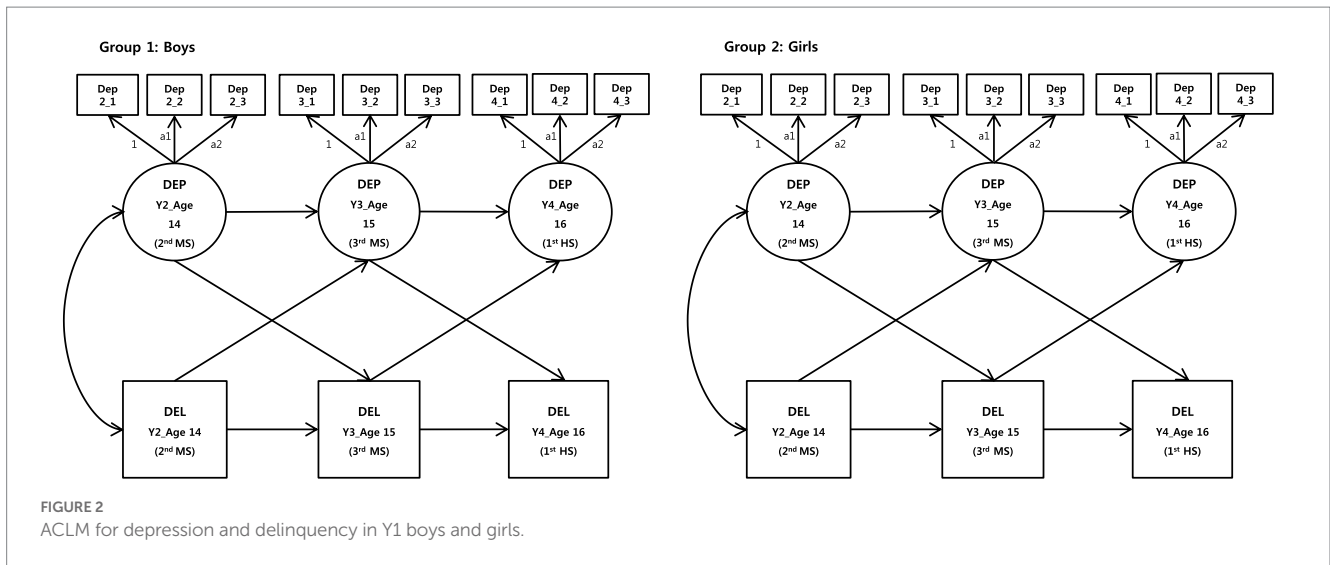 Group 1: Boys
Dep
2_1
Dep
2_2
Dep
2_3
Dep
3_1
Dep
3_2
Dep
3_3
Dep
4_1
Dep
4_2
Dep
4_3
1
a1
a2
1
a1
a2
1
a1
a2
DEP
Y2_Age
14
(2nd MS)
DEP
Y3_Age
15
(3rd MS)
DEP
Y4_Age
16
(1st HS)
DEL
Y2_Age 14
(2nd MS)
DEL
Y3_Age 15
(3rd MS)
DEL
Y4_Age 16
(1st HS)
Group 2: Girls
Dep
2_1
Dep
2_2
Dep
2_3
Dep
3_1
Dep
3_2
Dep
3_3
Dep
4_1
Dep
4_2
Dep
4_3
1
a1
a2
1
a1
a2
1
a1
a2
DEP
Y2_Age
14
(2nd MS)
DEP
Y3_Age
15
(3rd MS)
DEP
Y4_Age
16
(1st HS)
DEL
Y2_Age 14
(2nd MS)
DEL
Y3_Age 15
(3rd MS)
DEL
Y4_Age 16
(1st HS)
FIGURE 2
ACLM for depression and delinquency in Y1 boys and girls.